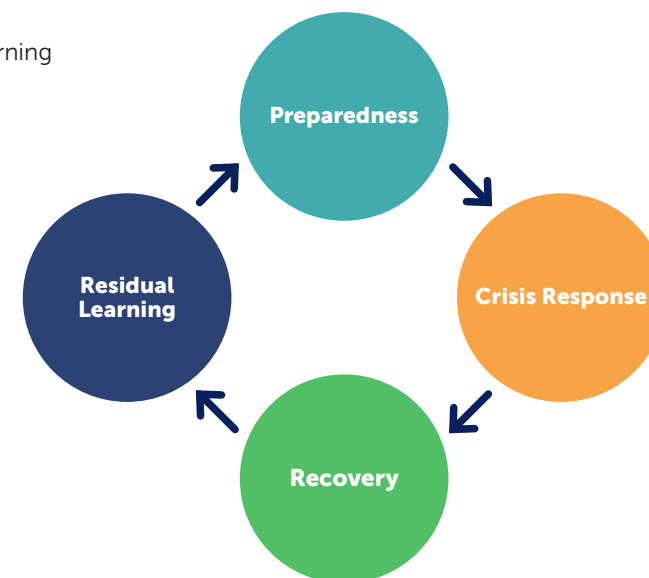 rning
Preparedness
Residual
Learning
Crisis Response
Recovery